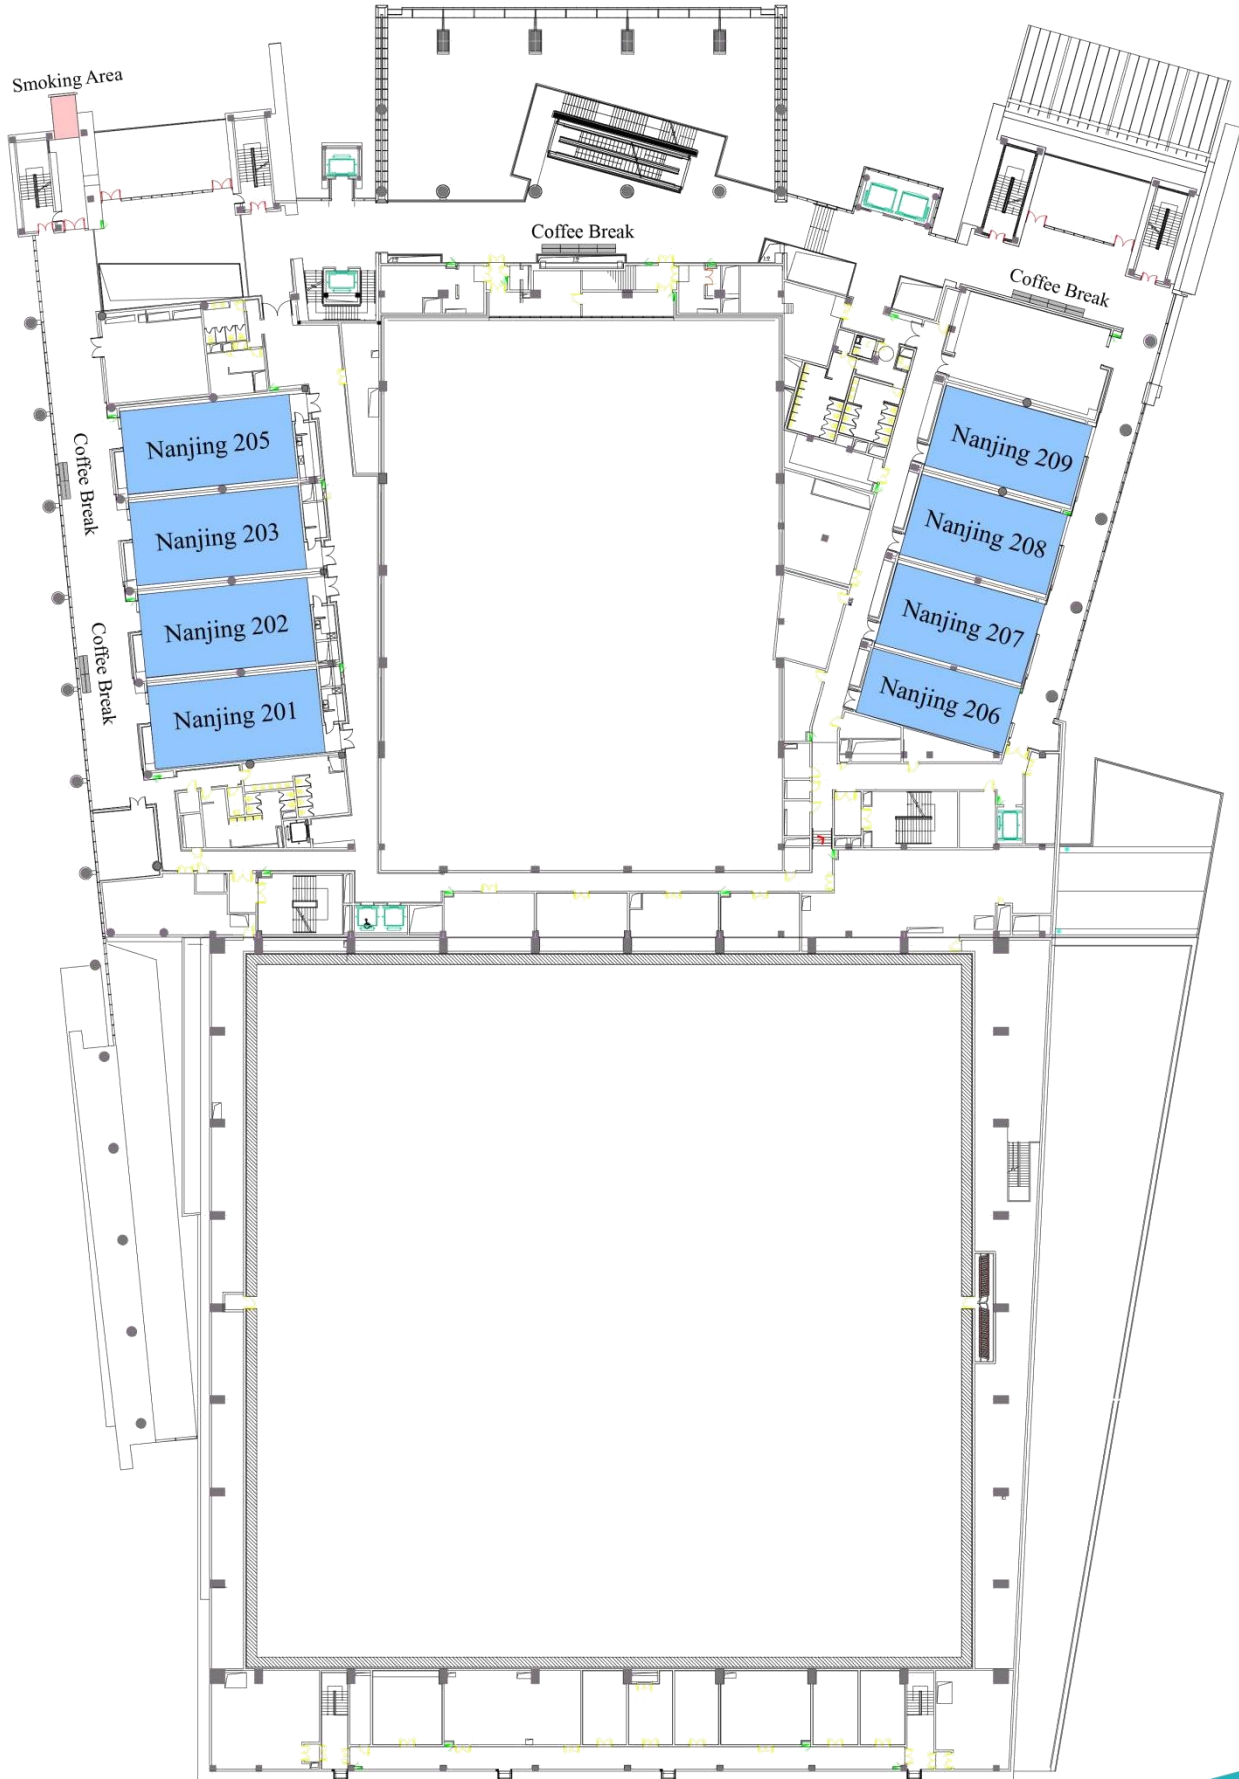 Smoking Area
Coffee Break
Coffee Break
Nanjing 205
Nanjing 209
Coffee Break
Nanjing 203
Nanjing 208
Nanjing 202
Nanjing 207
Coffee Break
Nanjing 201
Nanjing 206